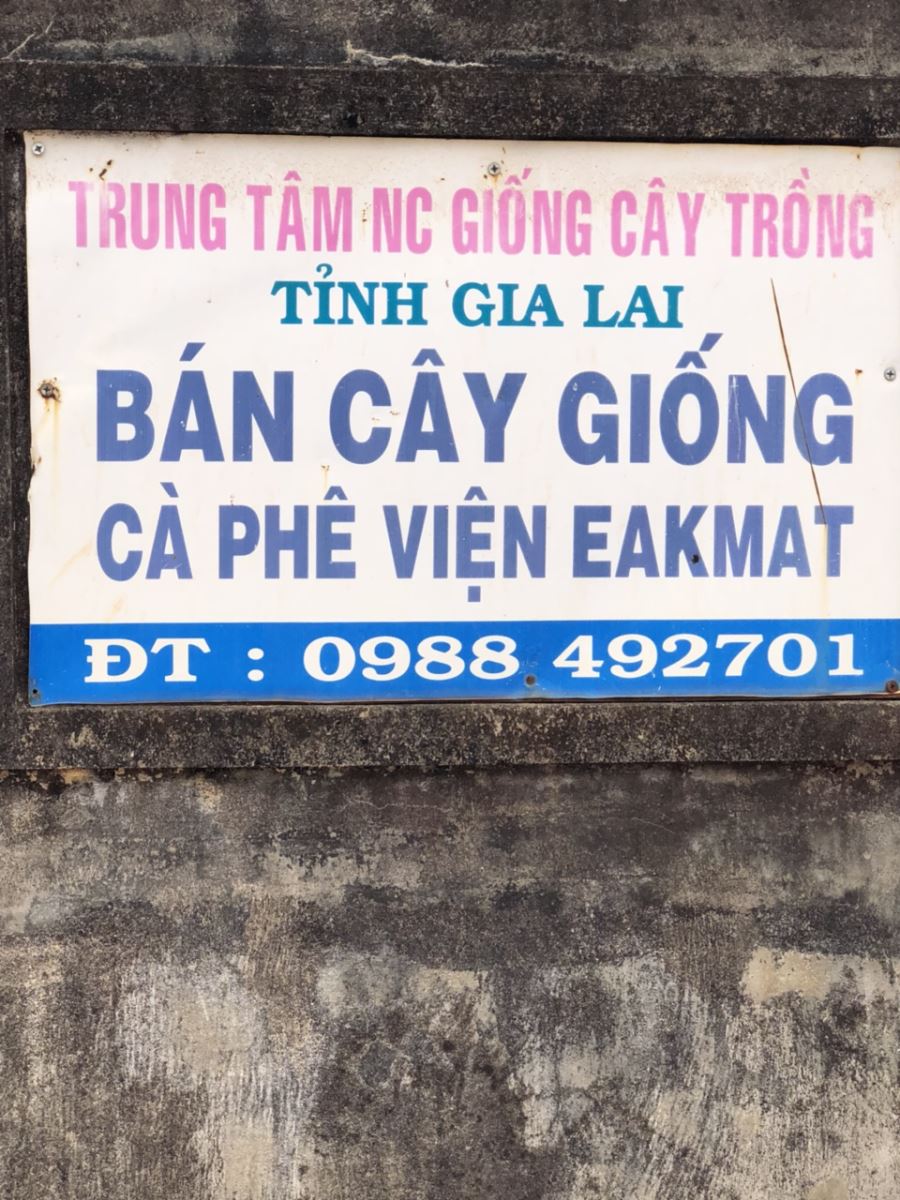 TRUNG TÂM NC GIỐNG CÂY TRỒNG
TỈNH GIA LAI
BÁN CÂY GIỐNG
CÀ PHÊ VIỆN EAKMAT
ĐT : 0988 492701